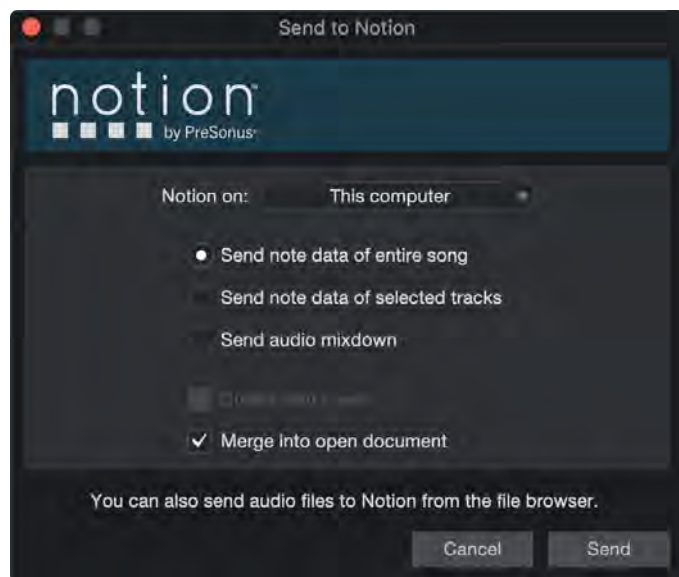 Send to Notion
notion™
by PreSonus®
Notion on: This computer
Send note data of entire song
Send note data of selected tracks
Send audio mixdown
Merge into open document
You can also send audio files to Notion from the file browser.
Cancel Send